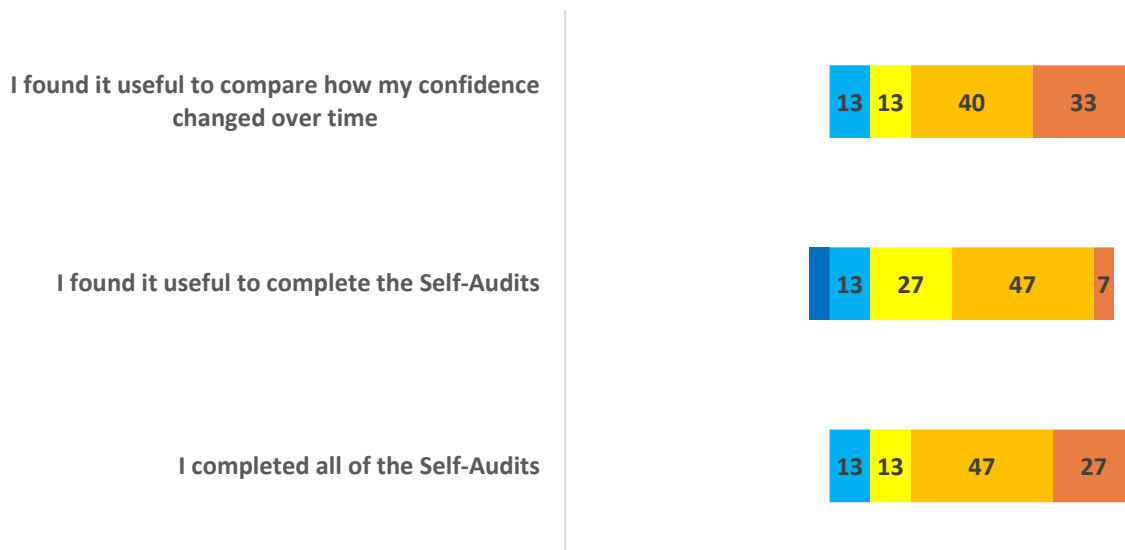 I found it useful to compare how my confidence
changed over time
13 13 40 33
I found it useful to complete the Self-Audits
13 27 47 7
I completed all of the Self-Audits
13 13 47 27